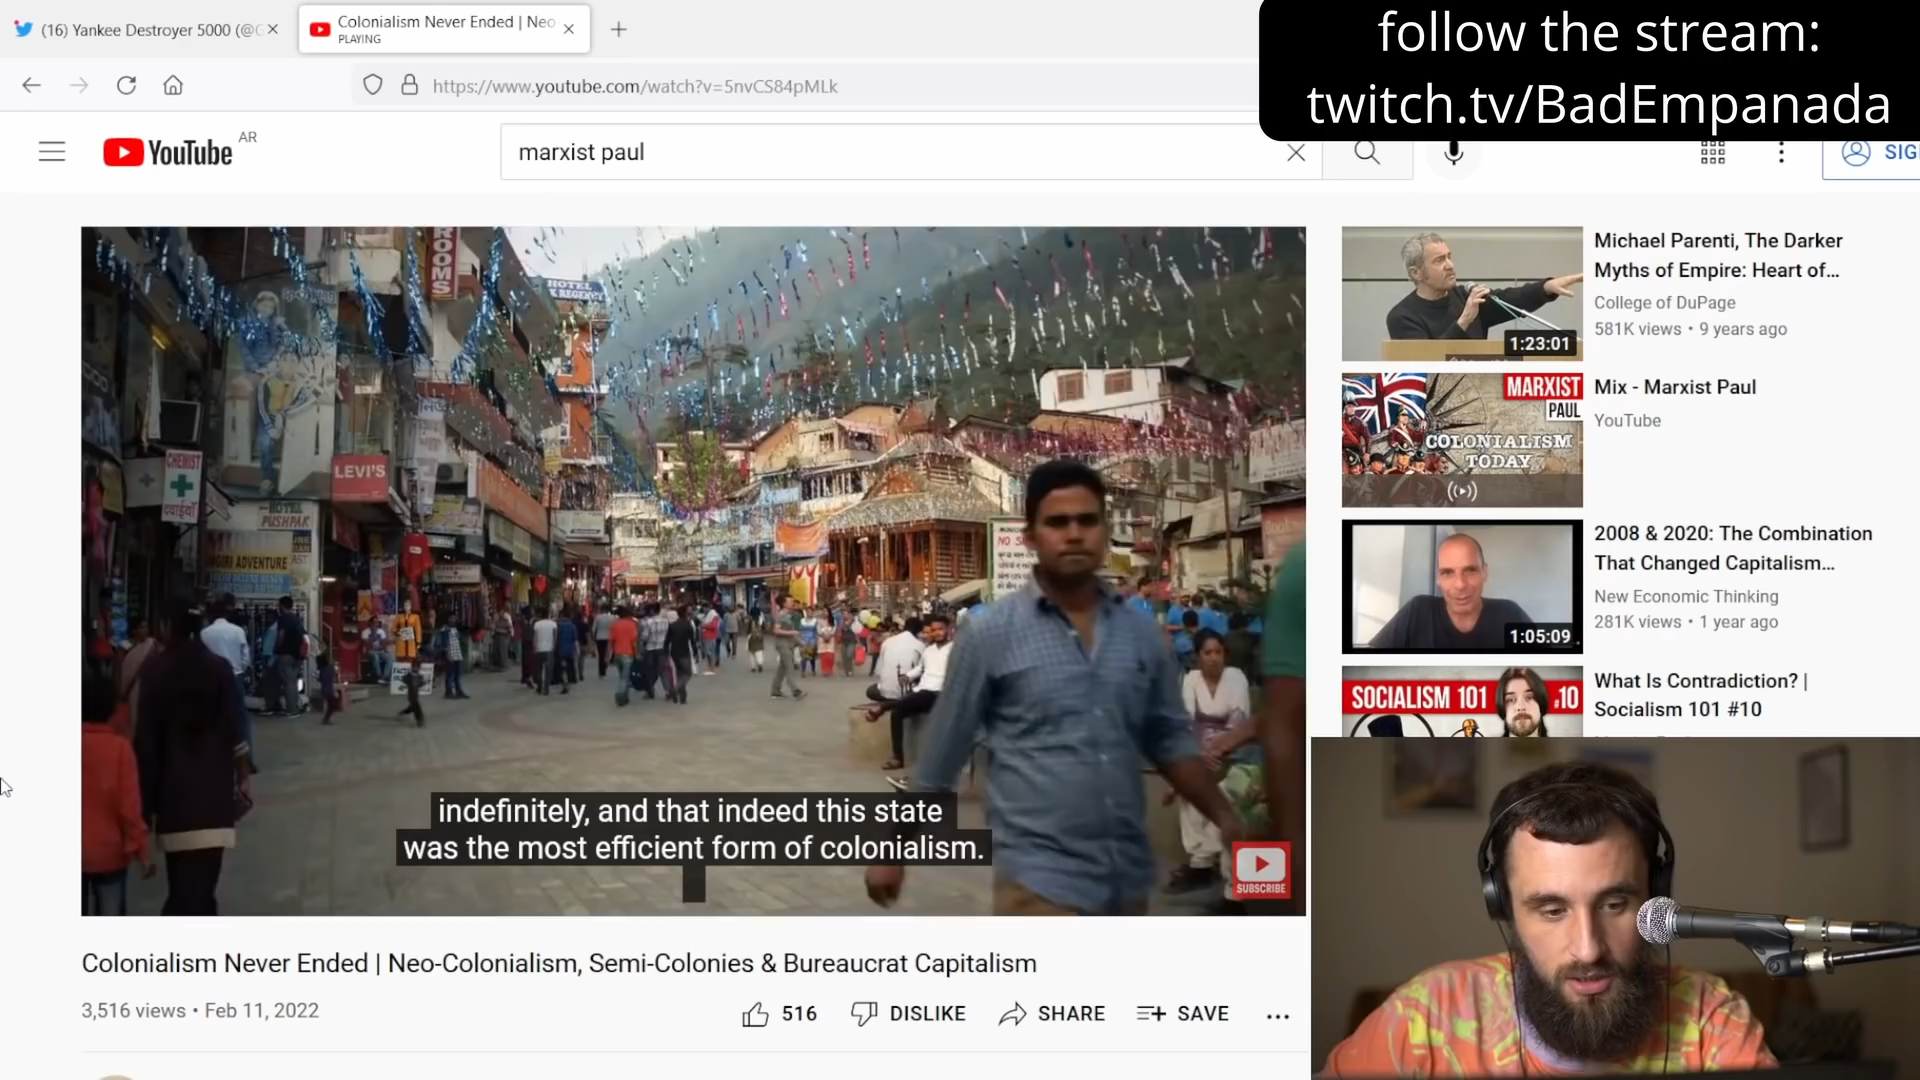 (16) Yankee Destroyer 5000 (@G
Colonialism Never Ended | Neo
PLAYING
https://www.youtube.com/watch?v=5nvCS84pMLk
follow the stream:
twitch.tv/BadEmpanada
YouTube
AR
marxist paul
SIG
ROOMS
HOTEL
REGENCY
CHEMIST
LEVI'S
HOTEL
PUSHPAK
ADVENTURE
NO
indefinitely, and that indeed this state
was the most efficient form of colonialism.
SUBSCRIBE
Colonialism Never Ended | Neo-Colonialism, Semi-Colonies & Bureaucrat Capitalism
3,516 views • Feb 11, 2022
516
DISLIKE
SHARE
SAVE
1:23:01
Michael Parenti, The Darker
Myths of Empire: Heart of...
College of DuPage
581K views • 9 years ago
MARXIST
PAUL
COLONIALISM
TODAY
Mix - Marxist Paul
YouTube
1:05:09
2008 & 2020: The Combination
That Changed Capitalism...
New Economic Thinking
281K views • 1 year ago
SOCIALISM 101
#10
What Is Contradiction? |
Socialism 101 #10